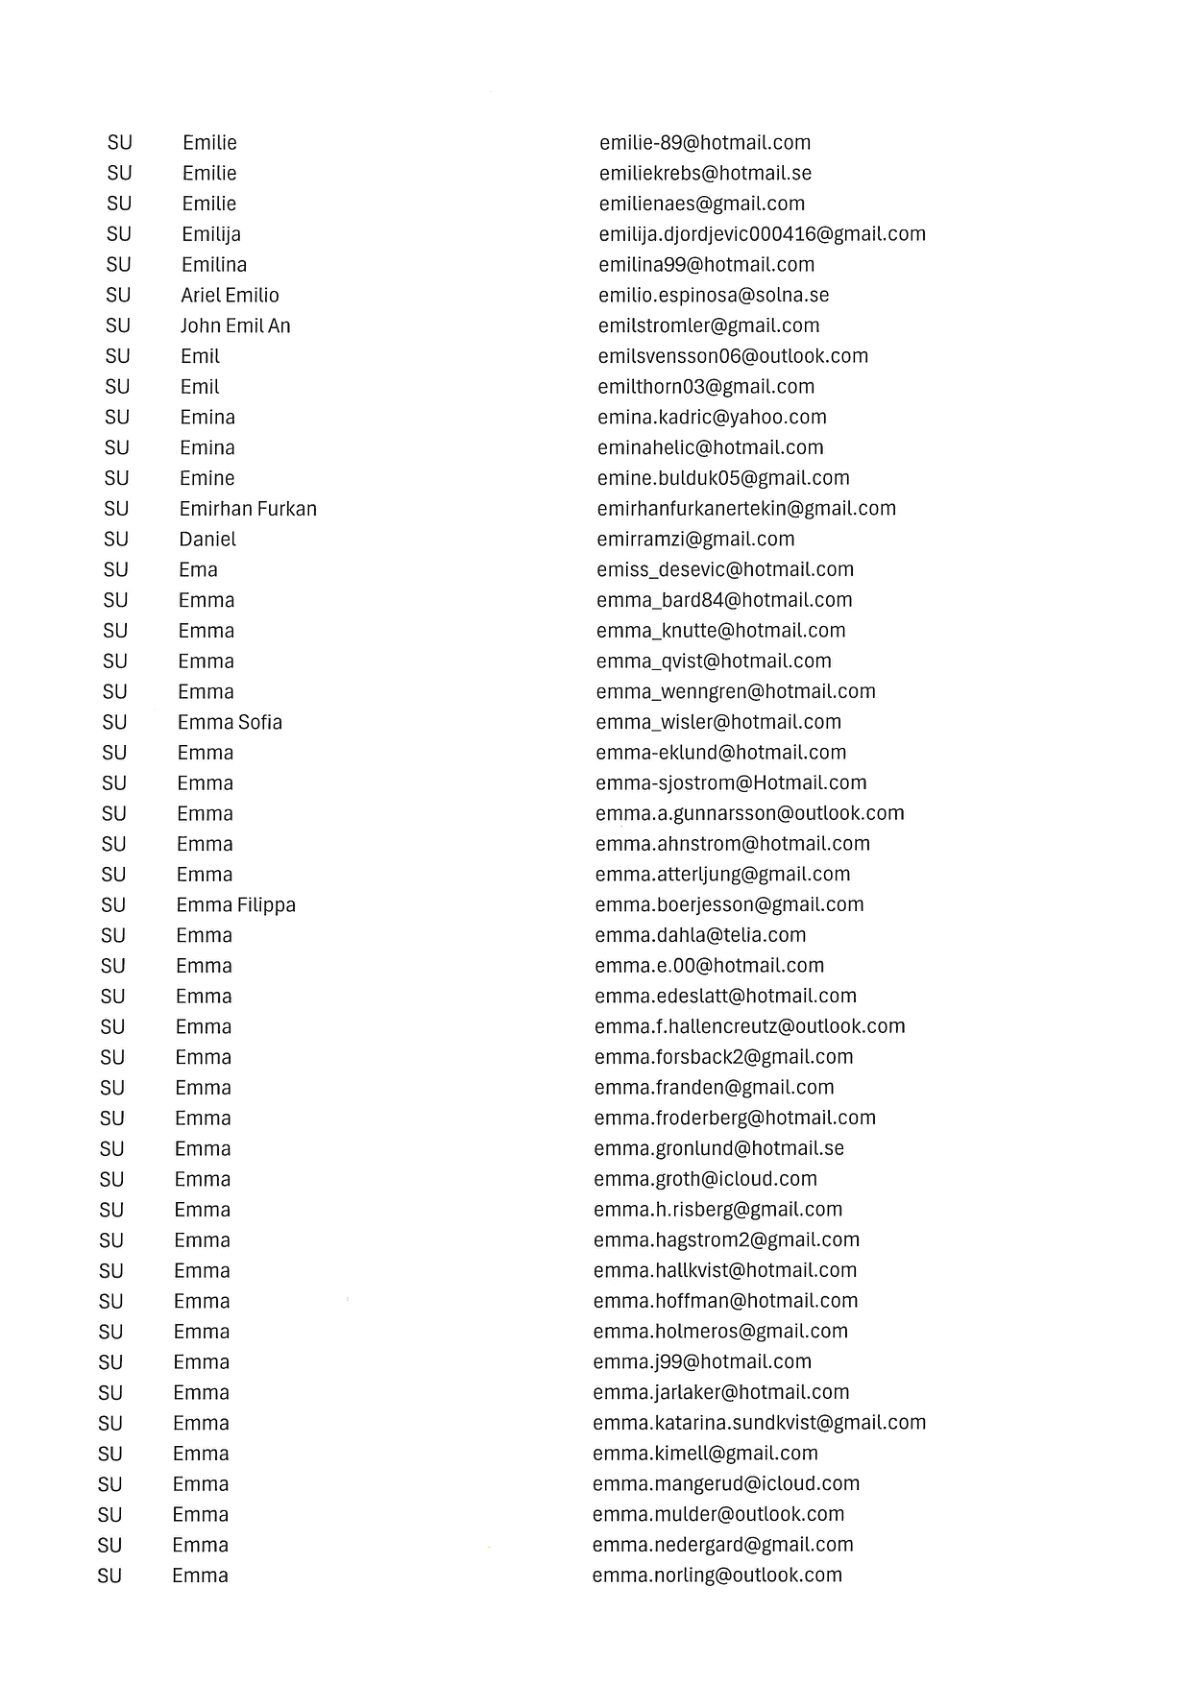 SU Emilie emilie-89@hotmail.com
SU Emilie emiliekrebs@hotmail.se
SU Emilie emilienaes@gmail.com
SU Emilija emilija.djordjevic000416@gmail.com
SU Emilina emilina99@hotmail.com
SU Ariel Emilio emilio.espinosa@solna.se
SU John Emil An emilstromler@gmail.com
SU Emil emilsvensson06@outlook.com
SU Emil emilthorn03@gmail.com
SU Emina emina.kadric@yahoo.com
SU Emina eminahelic@hotmail.com
SU Emine emine.bulduk05@gmail.com
SU Emirhan Furkan emirhanfurkanertekin@gmail.com
SU Daniel emirramzi@gmail.com
SU Ema emiss_desevic@hotmail.com
SU Emma emma_bard84@hotmail.com
SU Emma emma_knutte@hotmail.com
SU Emma emma_qvist@hotmail.com
SU Emma emma_wenngren@hotmail.com
SU Emma Sofia emma_wisler@hotmail.com
SU Emma emma-eklund@hotmail.com
SU Emma emma-sjostrom@Hotmail.com
SU Emma emma.a.gunnarsson@outlook.com
SU Emma emma.ahnstrom@hotmail.com
SU Emma emma.atterljung@gmail.com
SU Emma Filippa emma.boerjesson@gmail.com
SU Emma emma.dahla@telia.com
SU Emma emma.e.00@hotmail.com
SU Emma emma.edeslatt@hotmail.com
SU Emma emma.f.hallencreutz@outlook.com
SU Emma emma.forsback2@gmail.com
SU Emma emma.franden@gmail.com
SU Emma emma.froderberg@hotmail.com
SU Emma emma.gronlund@hotmail.se
SU Emma emma.groth@icloud.com
SU Emma emma.h.risberg@gmail.com
SU Emma emma.hagstrom2@gmail.com
SU Emma emma.hallkvist@hotmail.com
SU Emma emma.hoffman@hotmail.com
SU Emma emma.holmeros@gmail.com
SU Emma emma.j99@hotmail.com
SU Emma emma.jarlaker@hotmail.com
SU Emma emma.katarina.sundkvist@gmail.com
SU Emma emma.kimell@gmail.com
SU Emma emma.mangerud@icloud.com
SU Emma emma.mulder@outlook.com
SU Emma emma.nedergard@gmail.com
SU Emma emma.norling@outlook.com